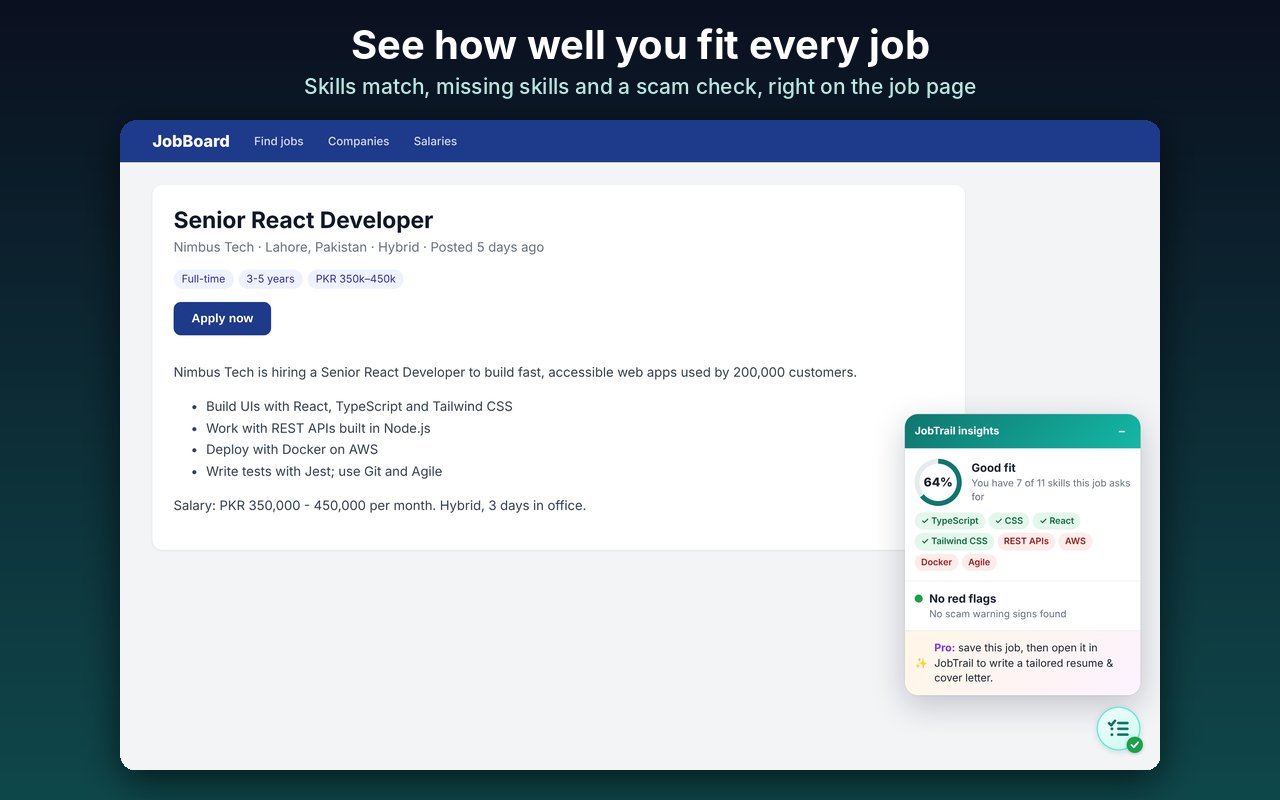 See how well you fit every job
Skills match, missing skills and a scam check, right on the job page
JobBoard Find jobs Companies Salaries
Senior React Developer
Nimbus Tech · Lahore, Pakistan · Hybrid · Posted 5 days ago
Full-time 3-5 years PKR 350k–450k
Apply now
Nimbus Tech is hiring a Senior React Developer to build fast, accessible web apps used by 200,000 customers.
• Build UIs with React, TypeScript and Tailwind CSS
• Work with REST APIs built in Node.js
• Deploy with Docker on AWS
• Write tests with Jest; use Git and Agile
Salary: PKR 350,000 - 450,000 per month. Hybrid, 3 days in office.
JobTrail insights –
64%
Good fit
You have 7 of 11 skills this job asks
for
✓ TypeScript ✓ CSS ✓ React
✓ Tailwind CSS REST APIs AWS
Docker Agile
No red flags
No scam warning signs found
✨ Pro: save this job, then open it in
JobTrail to write a tailored resume &
cover letter.